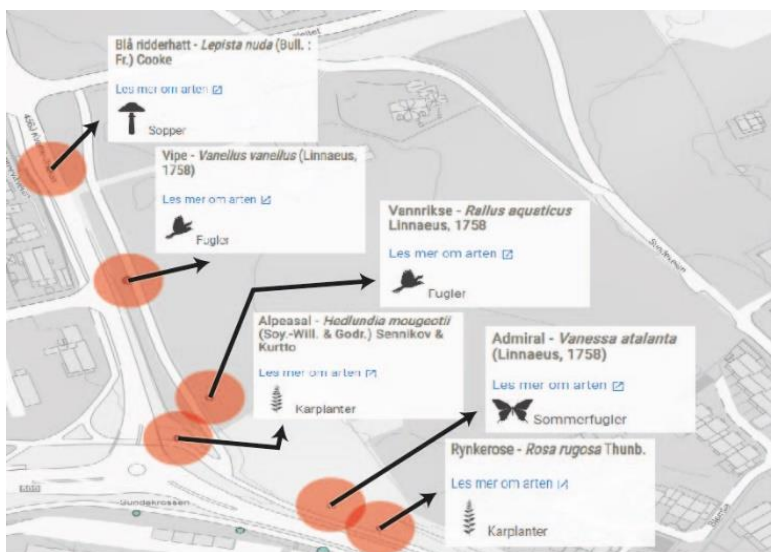 Blå ridderhatt - Lepista nuda (Bull. :
Fr.) Cooke
Les mer om arten
Sopper
Vipe - Vanellus vanellus (Linnaeus,
1758)
Les mer om arten
Fugler
Vannrikse - Rallus aquaticus
Linnaeus, 1758
Les mer om arten
Fugler
Alpeasal - Hedlundia mougeotii
(Soy.-Will. & Godr.) Sennikov &
Kurtto
Les mer om arten
Karplanter
Admiral - Vanessa atalanta
(Linnaeus, 1758)
Les mer om arten
Sommerfugler
Rynkerose - Rosa rugosa Thunb.
Les mer om arten
Karplanter